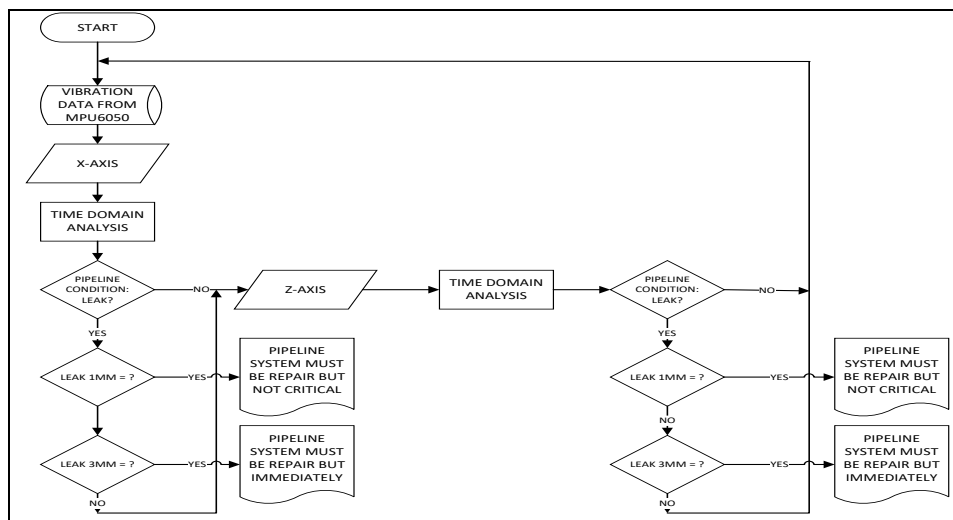 START
VIBRATION
DATA FROM
MPU6050
X-AXIS
TIME DOMAIN
ANALYSIS
PIPELINE
CONDITION:
LEAK?
NO
YES
LEAK 1MM = ?
YES
PIPELINE
SYSTEM MUST
BE REPAIR BUT
NOT CRITICAL
LEAK 3MM = ?
YES
PIPELINE
SYSTEM MUST
BE REPAIR BUT
IMMEDIATELY
NO
Z-AXIS
TIME DOMAIN
ANALYSIS
PIPELINE
CONDITION:
LEAK?
NO
YES
LEAK 1MM = ?
YES
PIPELINE
SYSTEM MUST
BE REPAIR BUT
NOT CRITICAL
NO
LEAK 3MM = ?
YES
PIPELINE
SYSTEM MUST
BE REPAIR BUT
IMMEDIATELY
NO